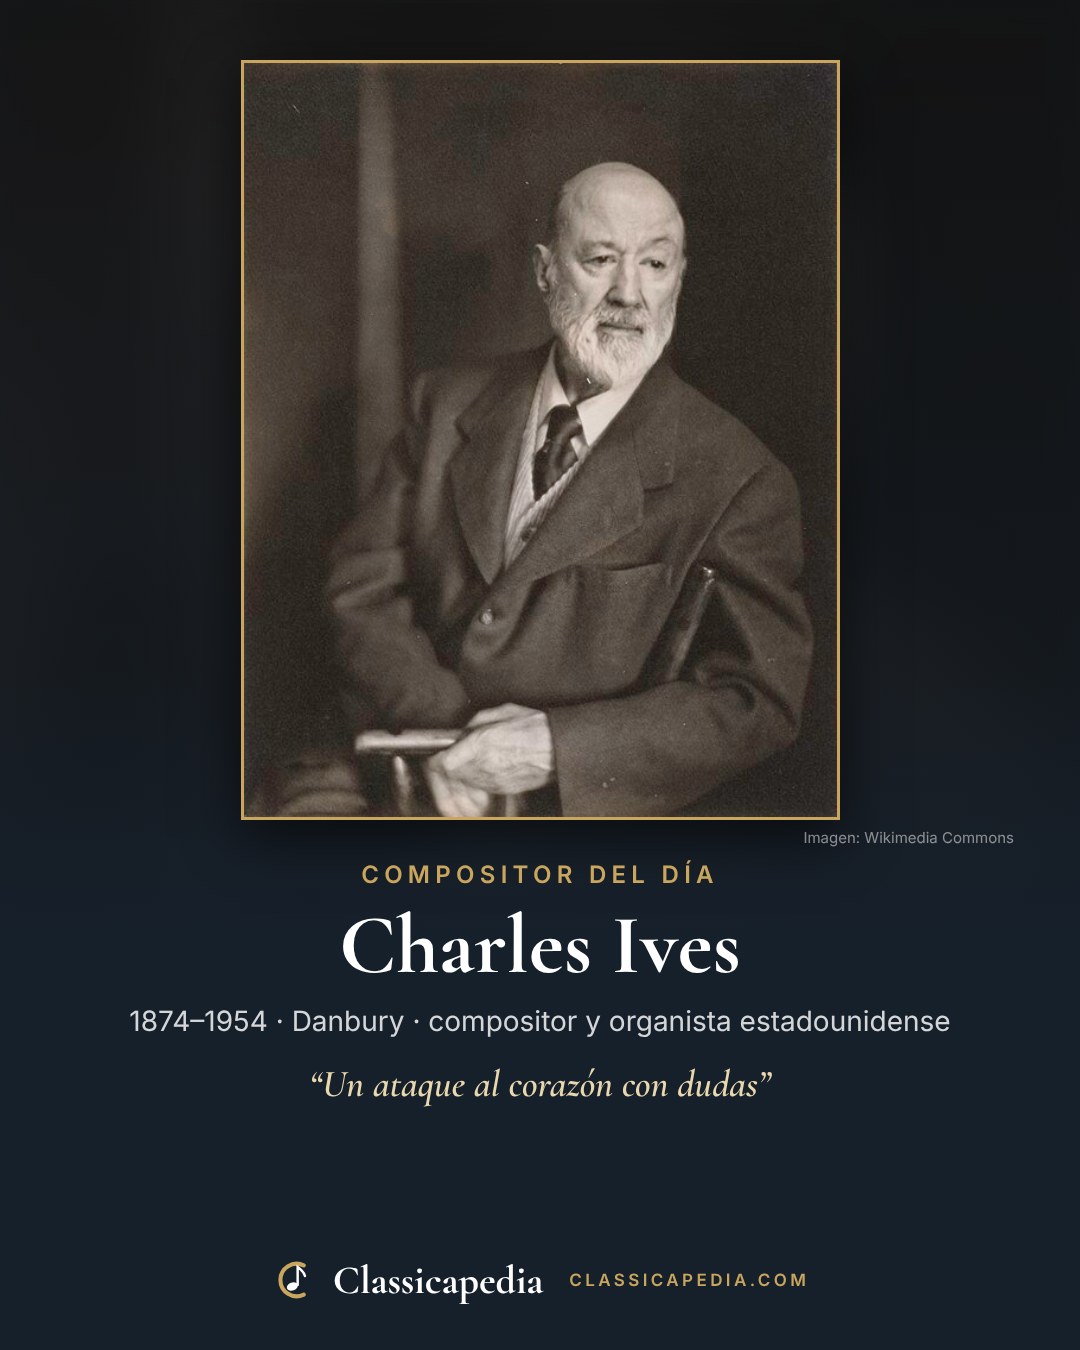 Imagen: Wikimedia Commons
COMPOSITOR DEL DÍA
Charles Ives
1874–1954 · Danbury · compositor y organista estadounidense
“Un ataque al corazón con dudas”
Classicapedia CLASSICAPEDIA.COM